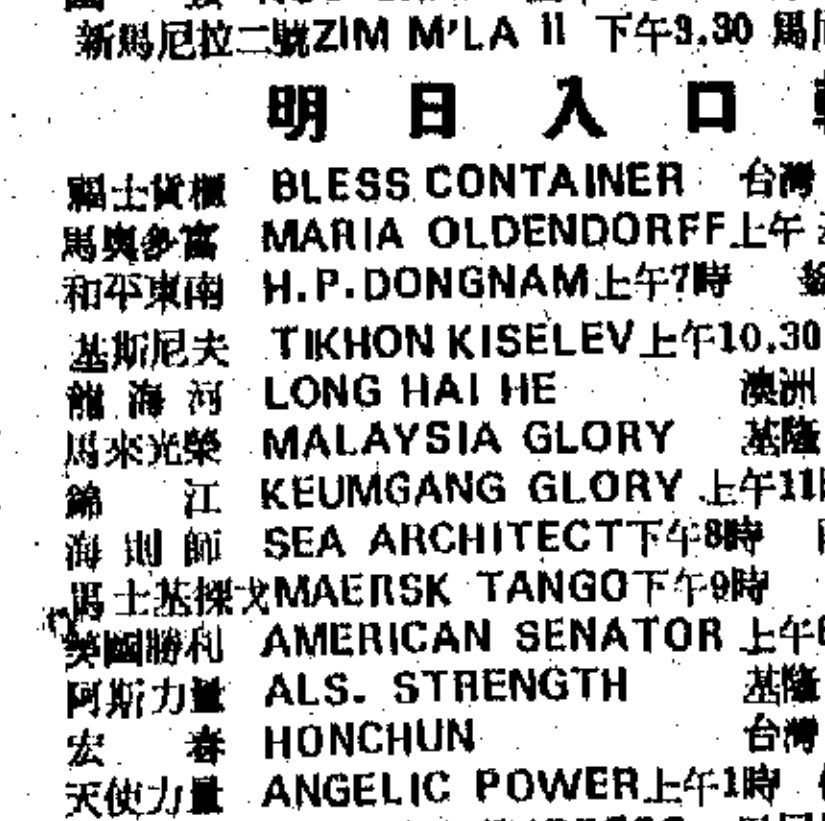 新馬尼拉二號ZIM M'LA II 下午3.30 馬
明日入口
福士貨櫃 BLESS CONTAINER 台灣
馬奧多富 MARIA OLDENDORFF上午
和平東南 H.P.DONGNAM上午7時
基斯尼夫 TIKHON KISELEV上午10.30
龍海河 LONG HAI HE 澳洲
馬來光榮 MALAYSIA GLORY 基隆
錦江 KEUMGANG GLORY 上午11時
海則師 SEA ARCHITECT下午8時
馬士基探戈MAERSK TANGO下午9時
美國勝利 AMERICAN SENATOR 上午
阿斯力量 ALS. STRENGTH 基隆
宏春 HONCHUN 台灣
天使力量 ANGELIC POWER上午1時